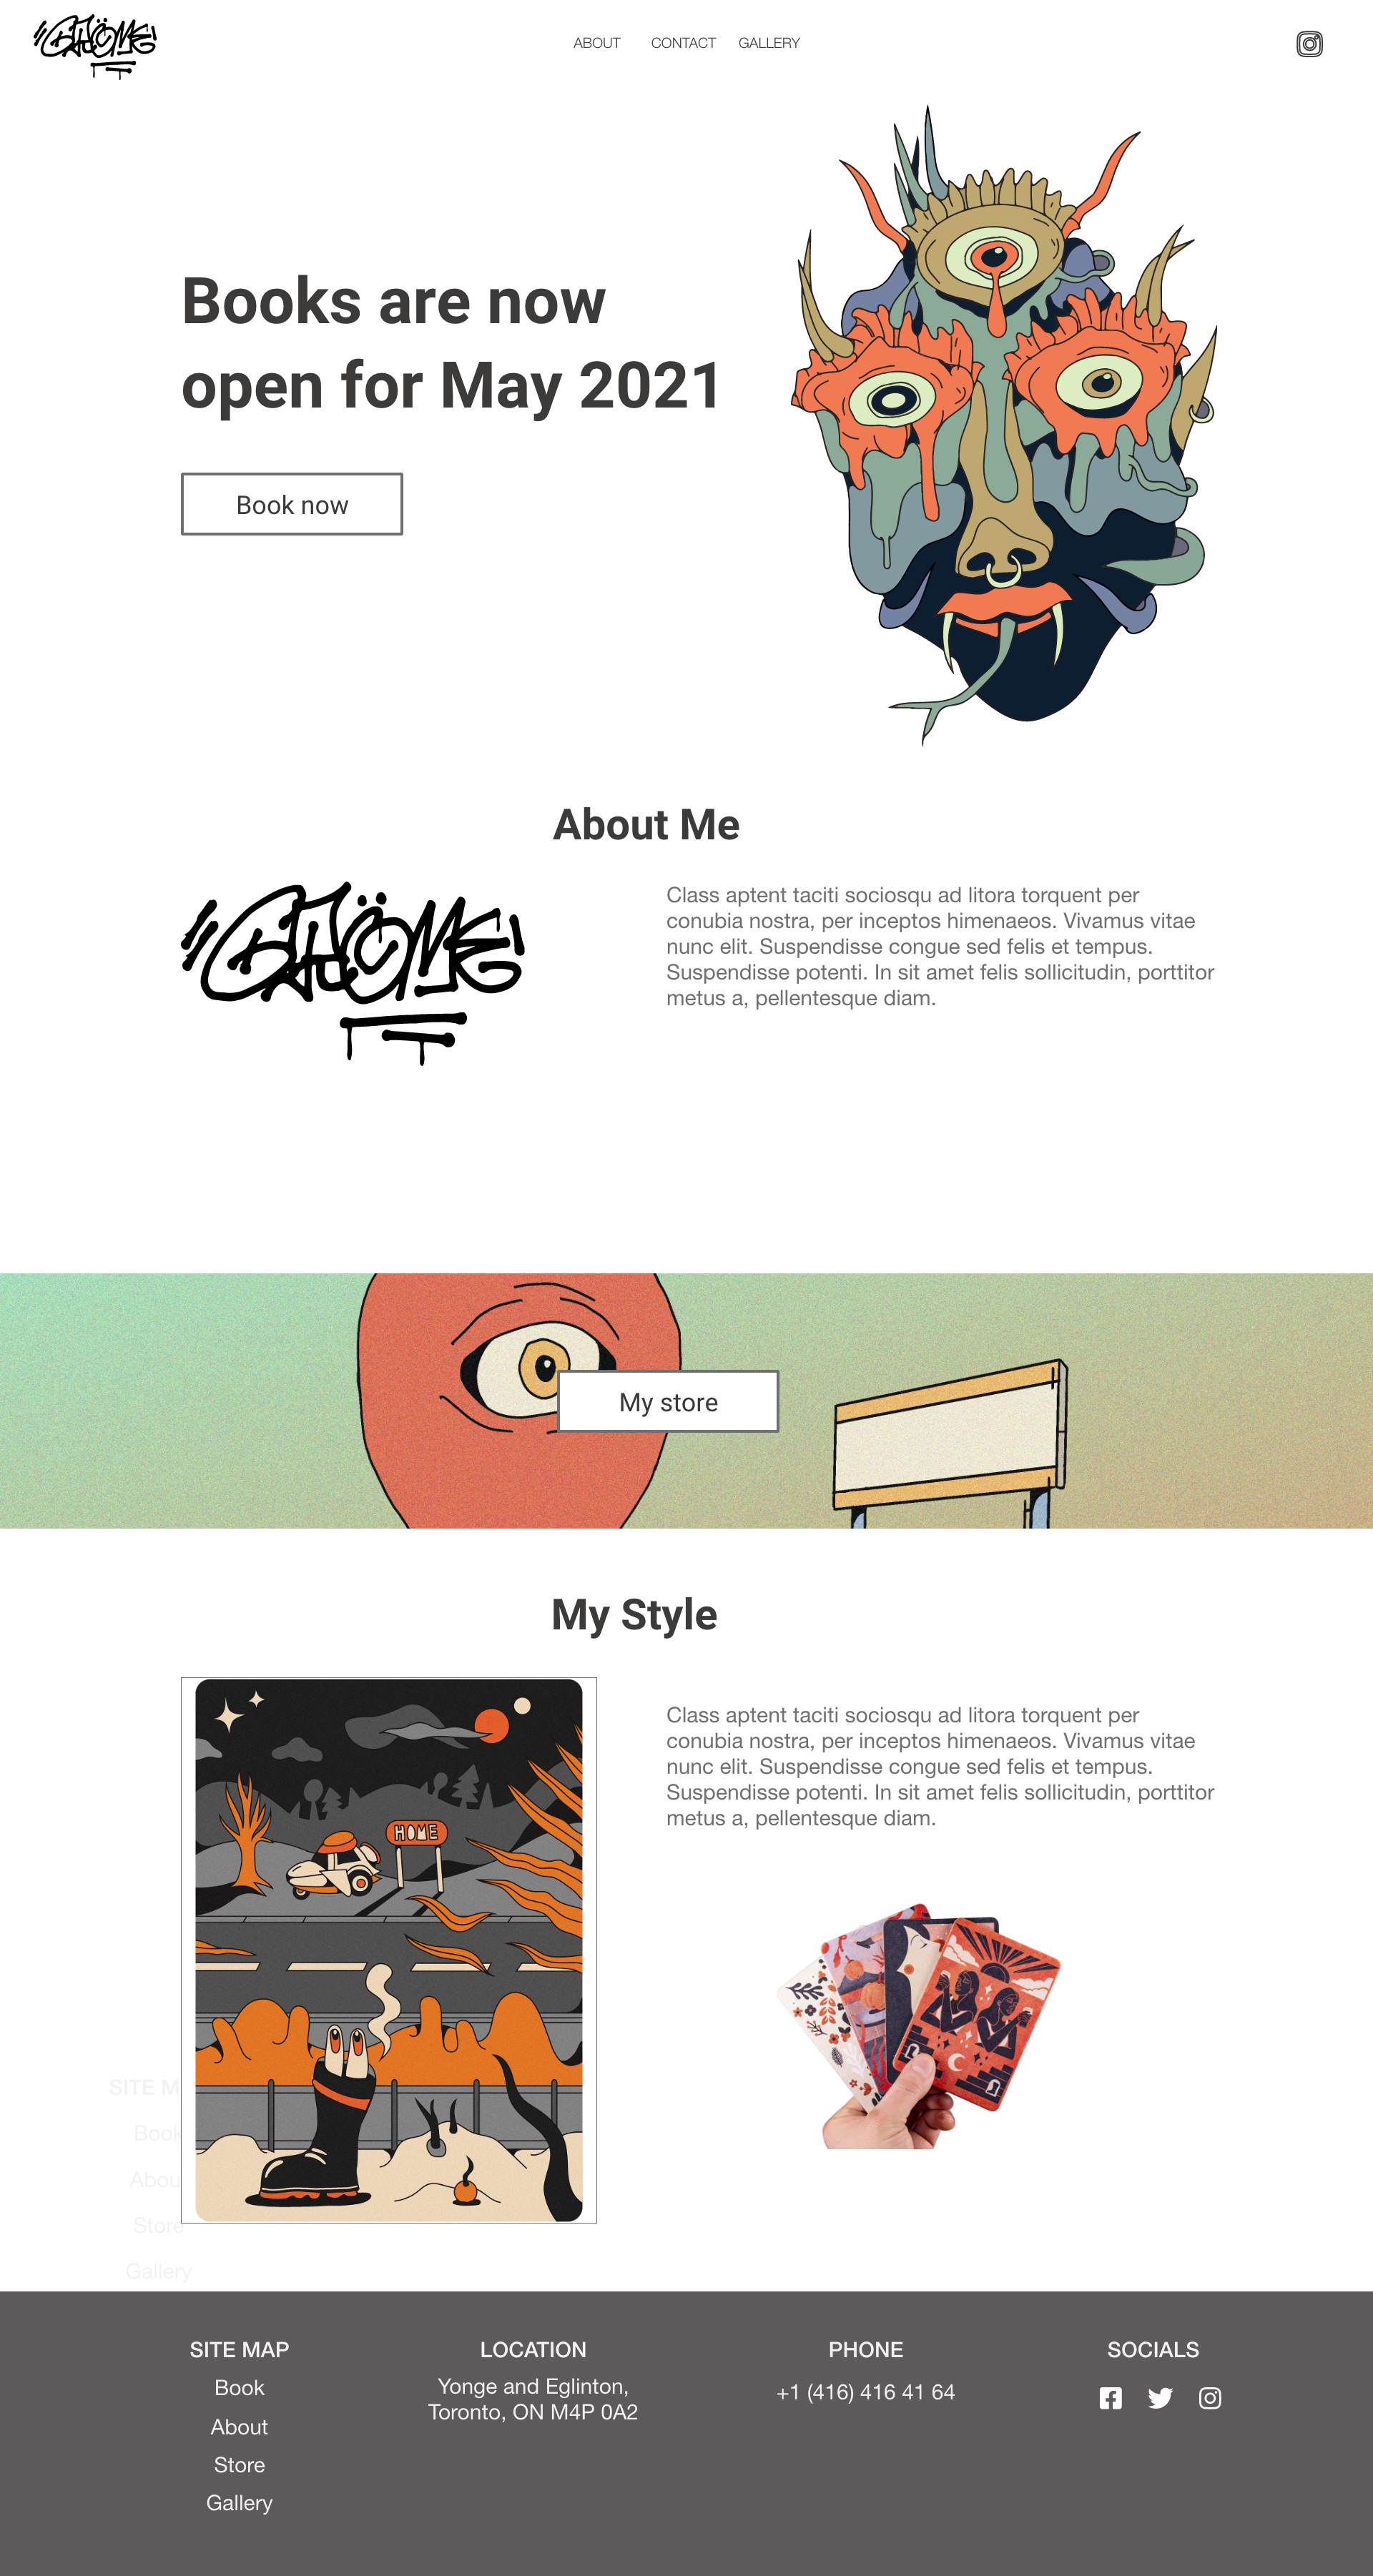 ABOUT CONTACT GALLERY
Books are now
open for May 2021
Book now
About Me
Class aptent taciti sociosqu ad litora torquent per
conubia nostra, per inceptos himenaeos. Vivamus vitae
nunc elit. Suspendisse congue sed felis et tempus.
Suspendisse potenti. In sit amet felis sollicitudin, porttitor
metus a, pellentesque diam.
My store
My Style
Class aptent taciti sociosqu ad litora torquent per
conubia nostra, per inceptos himenaeos. Vivamus vitae
nunc elit. Suspendisse congue sed felis et tempus.
Suspendisse potenti. In sit amet felis sollicitudin, porttitor
metus a, pellentesque diam.
HOME
SITE M
Book
Abou
Store
Gallery
SITE MAP
Book
About
Store
Gallery
LOCATION
Yonge and Eglinton,
Toronto, ON M4P 0A2
PHONE
+1 (416) 416 41 64
SOCIALS